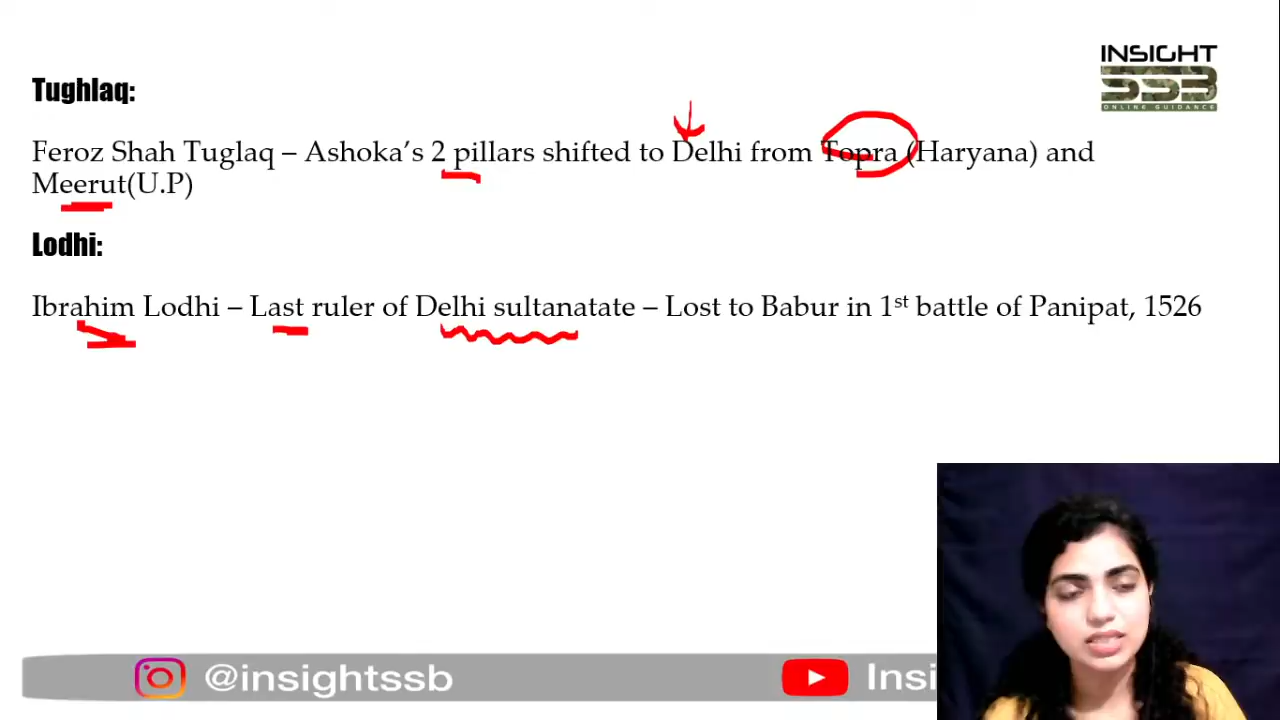 INSIGHT
SSB
ONLINE GUIDANCE
Tughlaq:
Feroz Shah Tuglaq – Ashoka's 2 pillars shifted to Delhi from Topra (Haryana) and
Meerut(U.P)
Lodhi:
Ibrahim Lodhi – Last ruler of Delhi sultanatate – Lost to Babur in 1st battle of Panipat, 1526
@insightssb
Insi